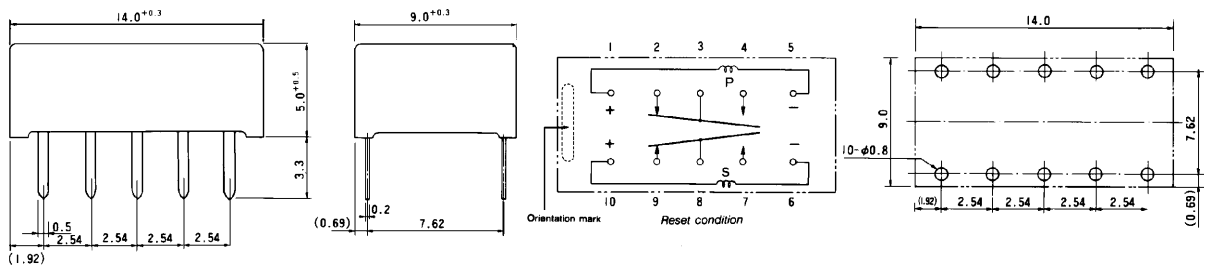 14.0+0.3
5.0+0.5
3.3
0.5
2.54 2.54 2.54 2.54
(1.92)
9.0+0.3
0.2
(0.69) 7.62
1 2 3 4 5
P
+ −
+ −
S
10 9 8 7 6
Orientation mark
Reset condition
14.0
9.0
7.62
10-φ0.8
(1.92) 2.54 2.54 2.54 2.54
(0.69)